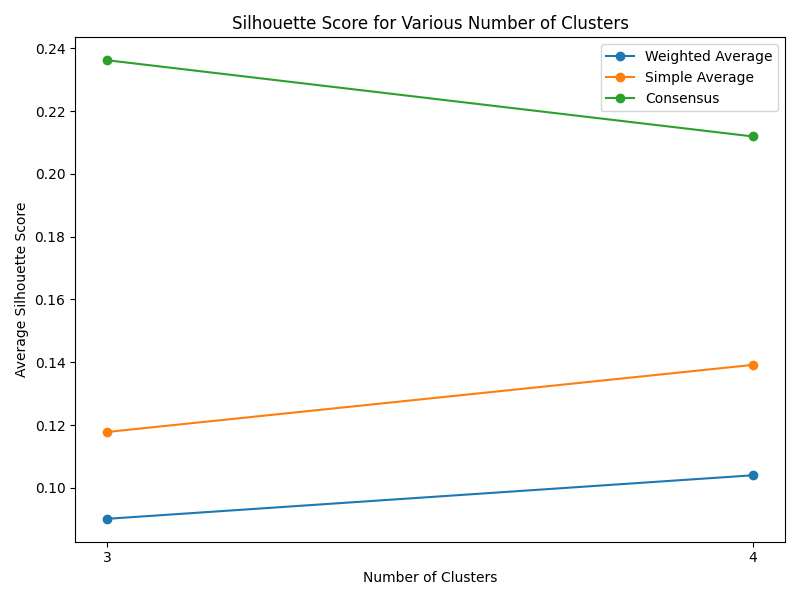 Silhouette Score for Various Number of Clusters
Weighted Average
Simple Average
Consensus
0.24
0.22
0.20
0.18
0.16
0.14
0.12
0.10
Average Silhouette Score
3
4
Number of Clusters